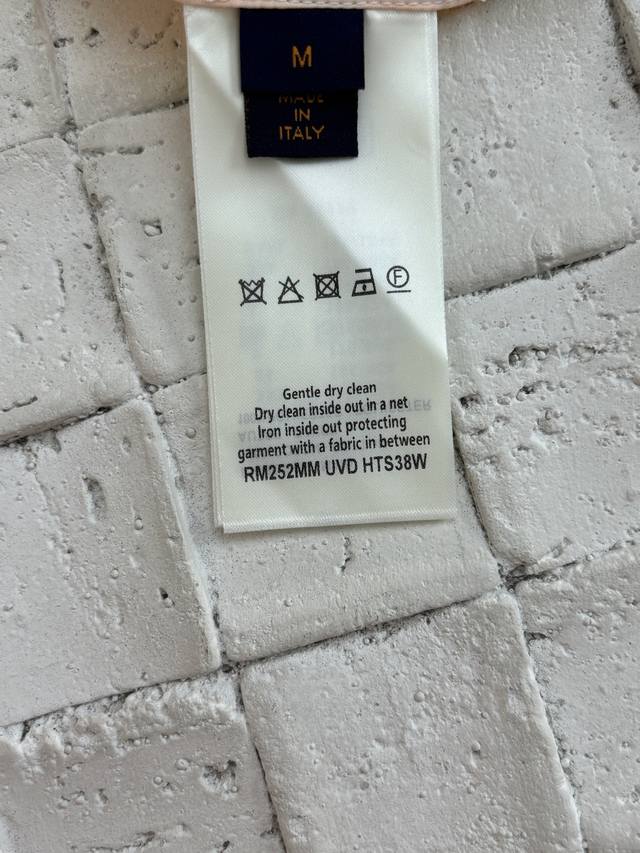 M
MADE
IN
ITALY
F
Gentle dry clean
Dry clean inside out in a net
Iron inside out protecting
garment with a fabric in between
RM252MM UVD HTS38W